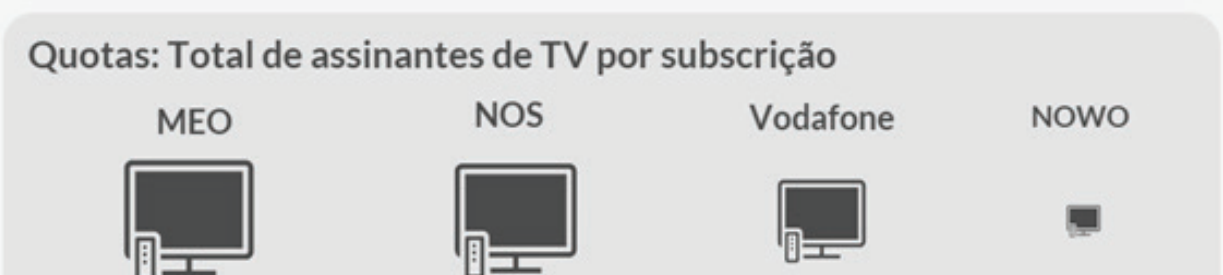 Quotas: Total de assinantes de TV por subscrição
MEO NOS Vodafone NOWO